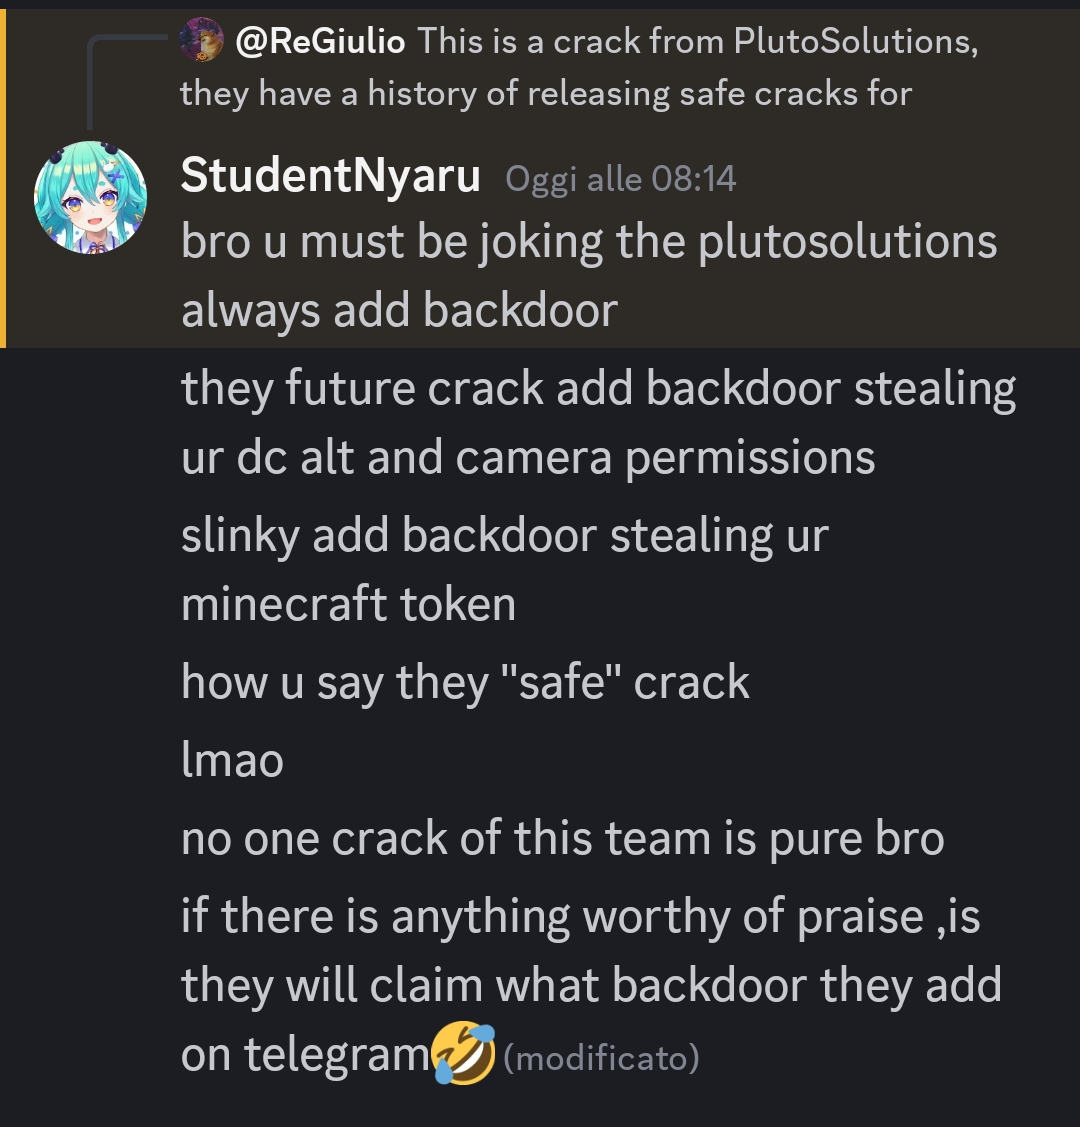 @ReGiulio This is a crack from PlutoSolutions,
they have a history of releasing safe cracks for
StudentNyaru Oggi alle 08:14
bro u must be joking the plutosolutions
always add backdoor
they future crack add backdoor stealing
ur dc alt and camera permissions
slinky add backdoor stealing ur
minecraft token
how u say they "safe" crack
lmao
no one crack of this team is pure bro
if there is anything worthy of praise ,is
they will claim what backdoor they add
on telegram🤣(modificato)